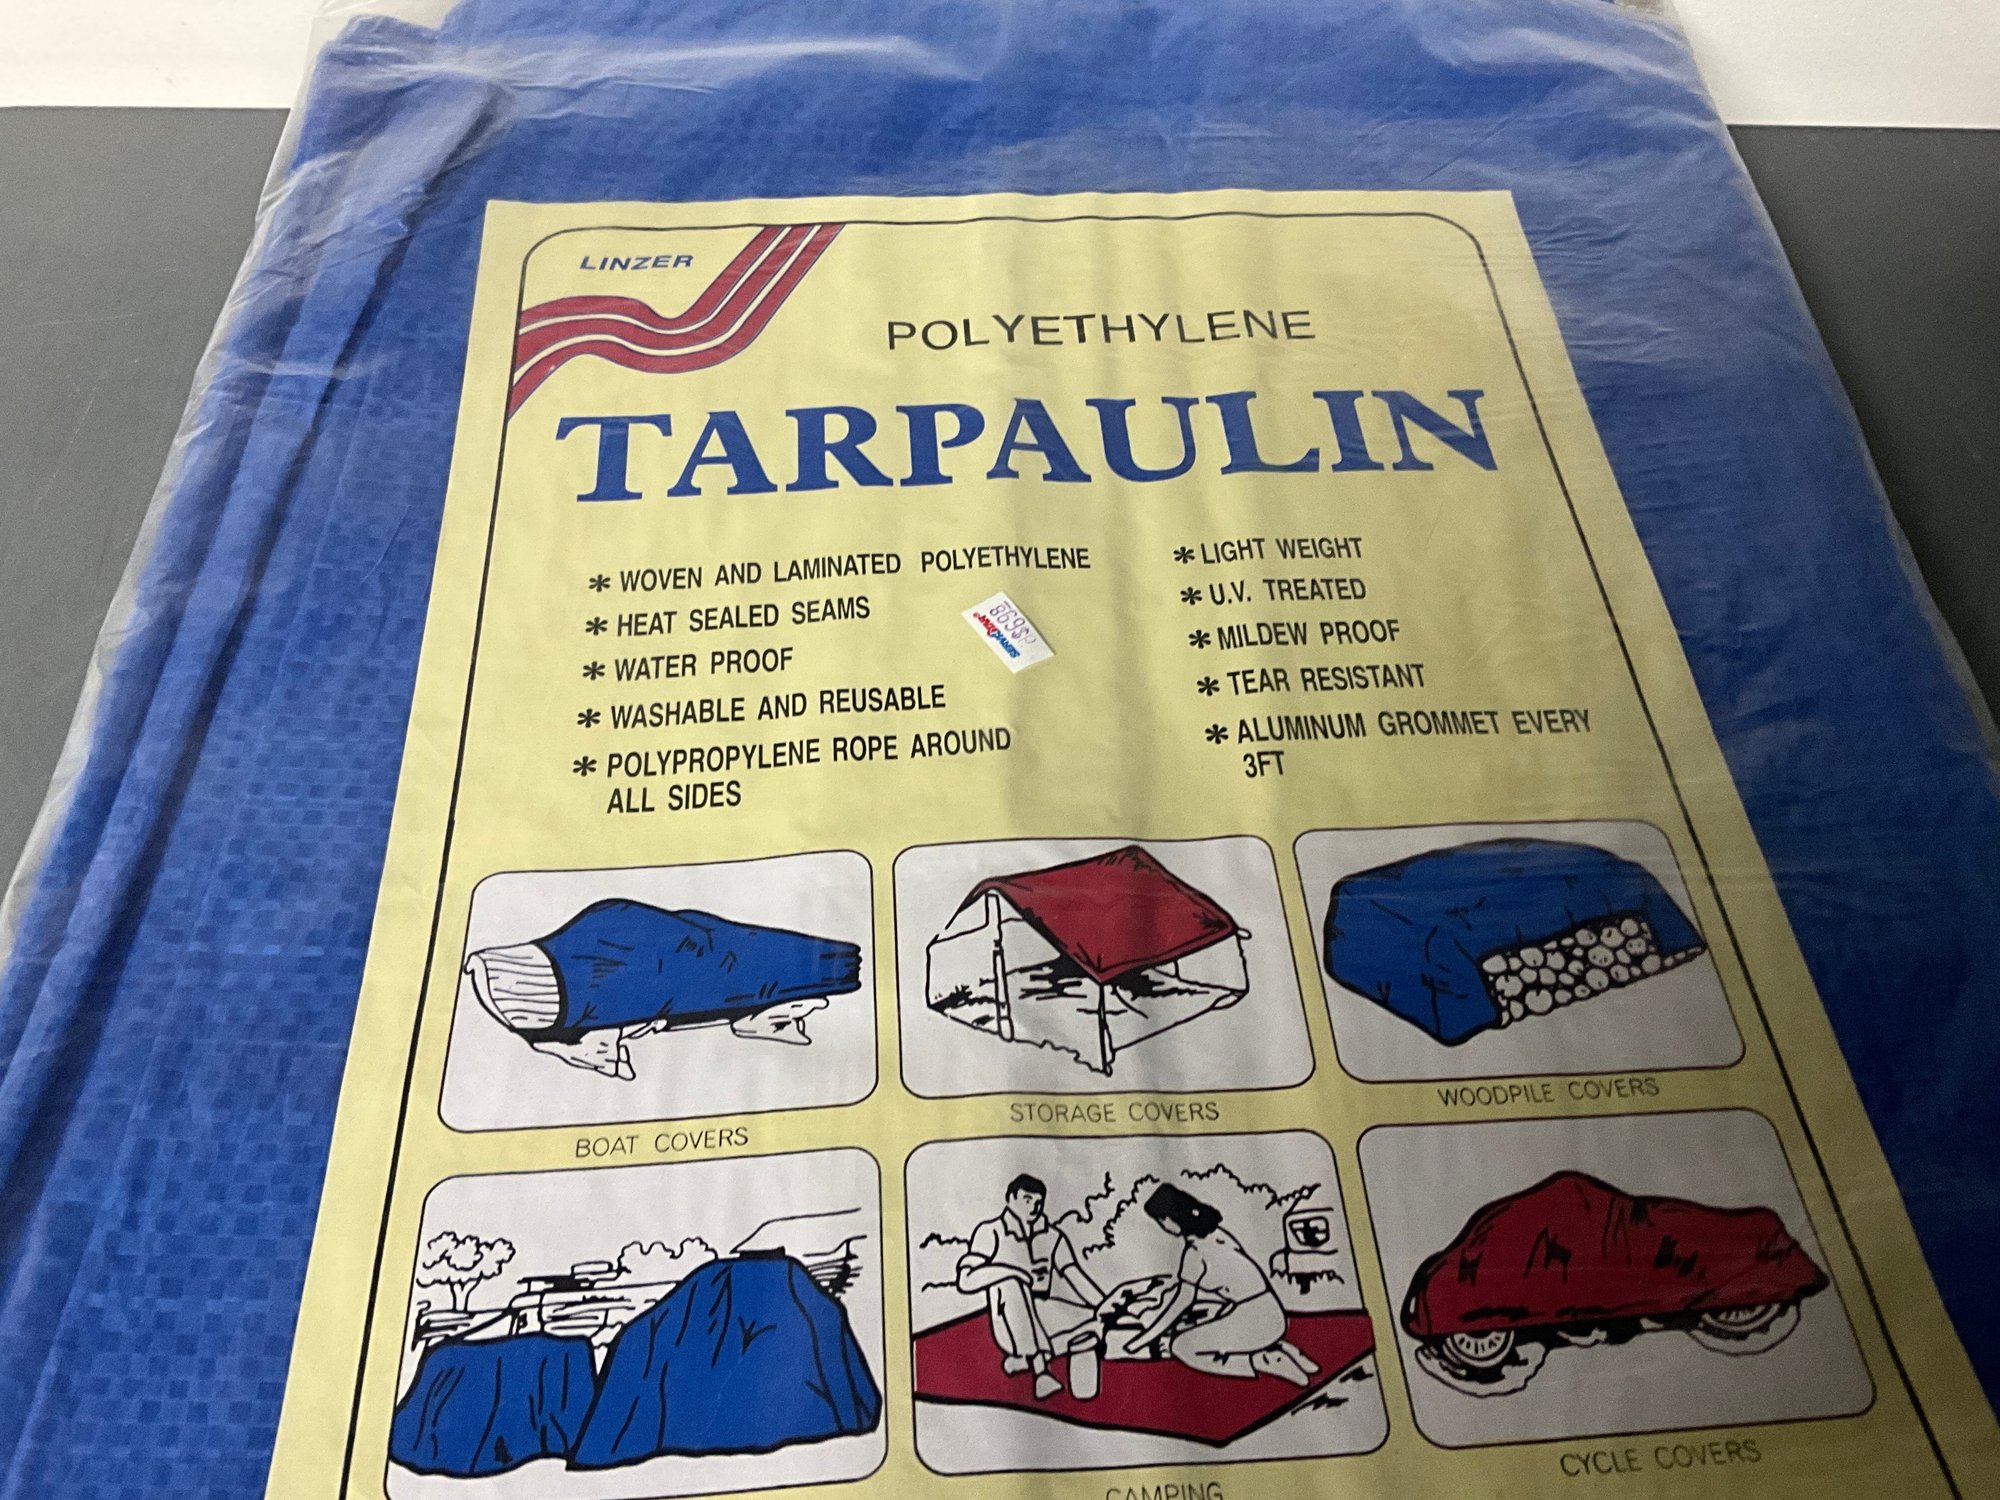 LINZER
POLYETHYLENE
TARPAULIN
* WOVEN AND LAMINATED POLYETHYLENE
* HEAT SEALED SEAMS
* WATER PROOF
* WASHABLE AND REUSABLE
* POLYPROPYLENE ROPE AROUND
ALL SIDES
* LIGHT WEIGHT
* U.V. TREATED
* MILDEW PROOF
* TEAR RESISTANT
* ALUMINUM GROMMET EVERY
3FT
SERVISTAR®
$698
BOAT COVERS
STORAGE COVERS
WOODPILE COVERS
CAMPING
CYCLE COVERS